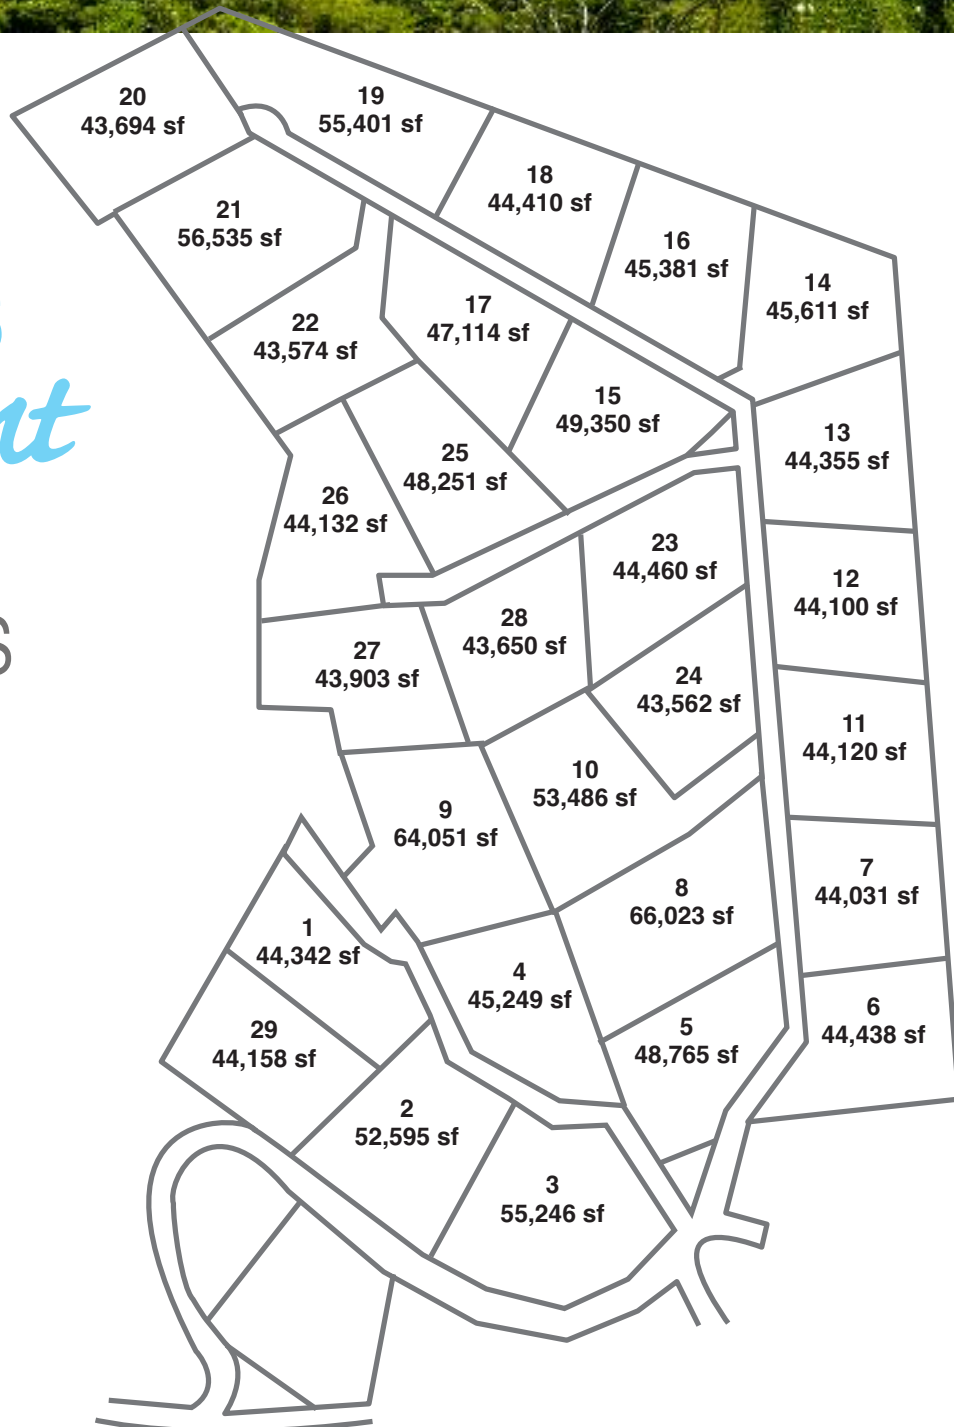 20
43,694 sf
19
55,401 sf
18
44,410 sf
21
56,535 sf
16
45,381 sf
14
45,611 sf
17
47,114 sf
22
43,574 sf
15
49,350 sf
13
44,355 sf
25
48,251 sf
26
44,132 sf
23
44,460 sf
12
44,100 sf
28
43,650 sf
27
43,903 sf
24
43,562 sf
11
44,120 sf
10
53,486 sf
9
64,051 sf
7
44,031 sf
8
66,023 sf
1
44,342 sf
4
45,249 sf
6
44,438 sf
5
48,765 sf
29
44,158 sf
2
52,595 sf
3
55,246 sf